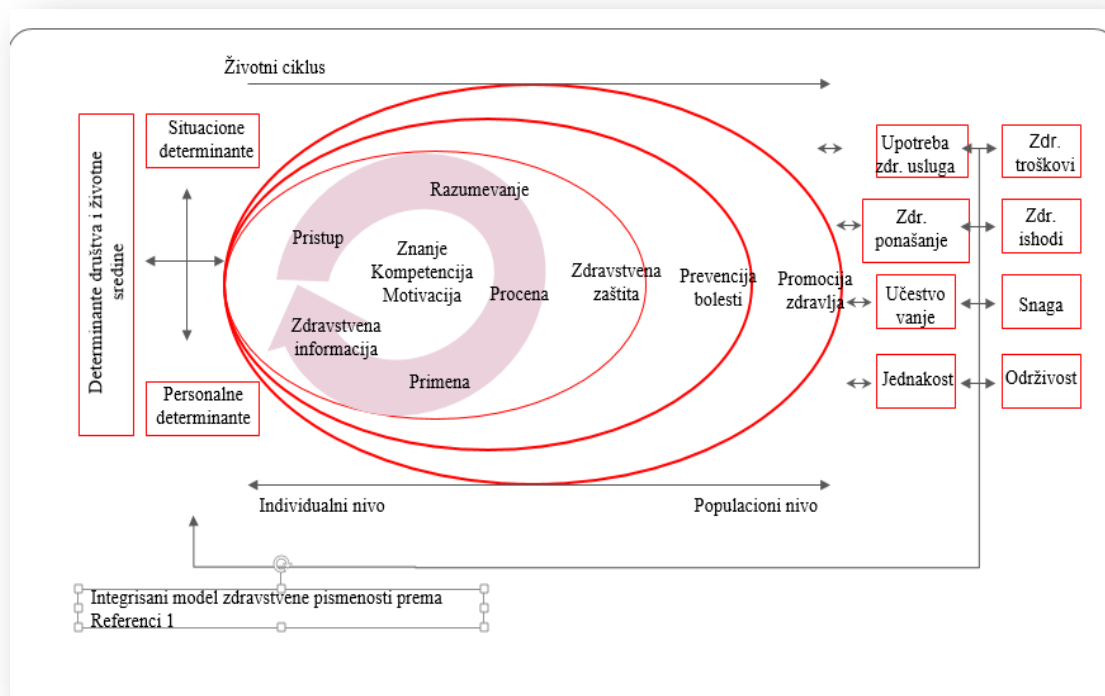 Životni ciklus
Determinante društva i životne
sredine
Situacione
determinante
Personalne
determinante
Razumevanje
Pristup
Znanje
Kompetencija
Motivacija
Procena
Zdravstvena
informacija
Primena
Zdravstvena
zaštita
Prevencija
bolesti
Promocija
zdravlja
Upotreba
zdr. usluga
Zdr.
troškovi
Zdr.
ponašanje
Zdr.
ishodi
Učestvo
vanje
Snaga
Jednakost
Održivost
Individualni nivo
Populacioni nivo
Integrisani model zdravstvene pismenosti prema
Referenci 1